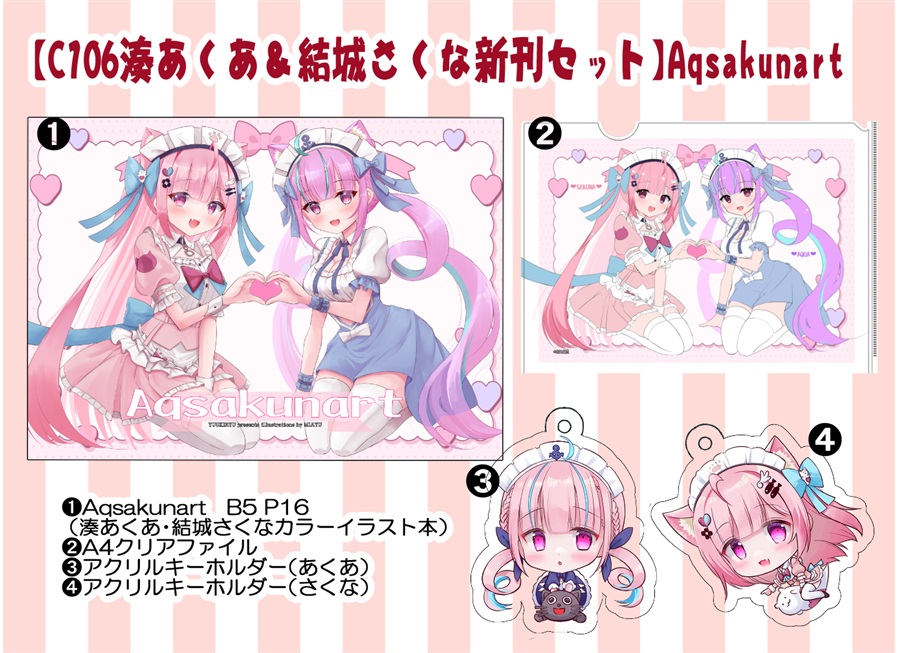 【C106湊あくあ&結城さくな新刊セット】Aqsakunart
❶
❷
♥SAKUNA♥
♥AQUA♥
Aqsakunart
❸
❹
❶Aqsakunart B5 P16
（湊あくあ・結城さくなカラーイラスト本）
❷A4クリアファイル
❸アクリルキーホルダー（あくあ）
❹アクリルキーホルダー（さくな）